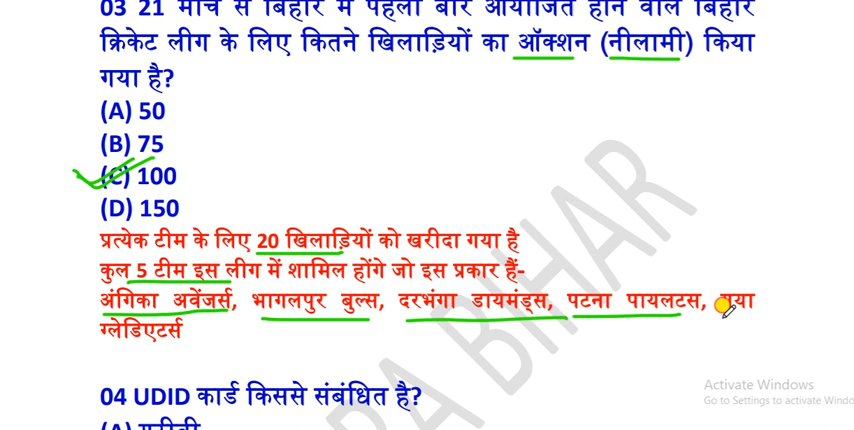 03 21 मार्च से बिहार में पहली बार आयोजित होने वाले बिहार
क्रिकेट लीग के लिए कितने खिलाड़ियों का ऑक्शन (नीलामी) किया
गया है?
(A) 50
(B) 75
(C) 100
(D) 150
प्रत्येक टीम के लिए 20 खिलाड़ियों को खरीदा गया है
कुल 5 टीम इस लीग में शामिल होंगे जो इस प्रकार हैं-
अंगिका अवेंजर्स, भागलपुर बुल्स, दरभंगा डायमंड्स, पटना पायलटस, गया
ग्लेडिएटर्स
04 UDID कार्ड किससे संबंधित है?
(A)
BIHAR
Activate Windows
Go to Settings to activate Windo